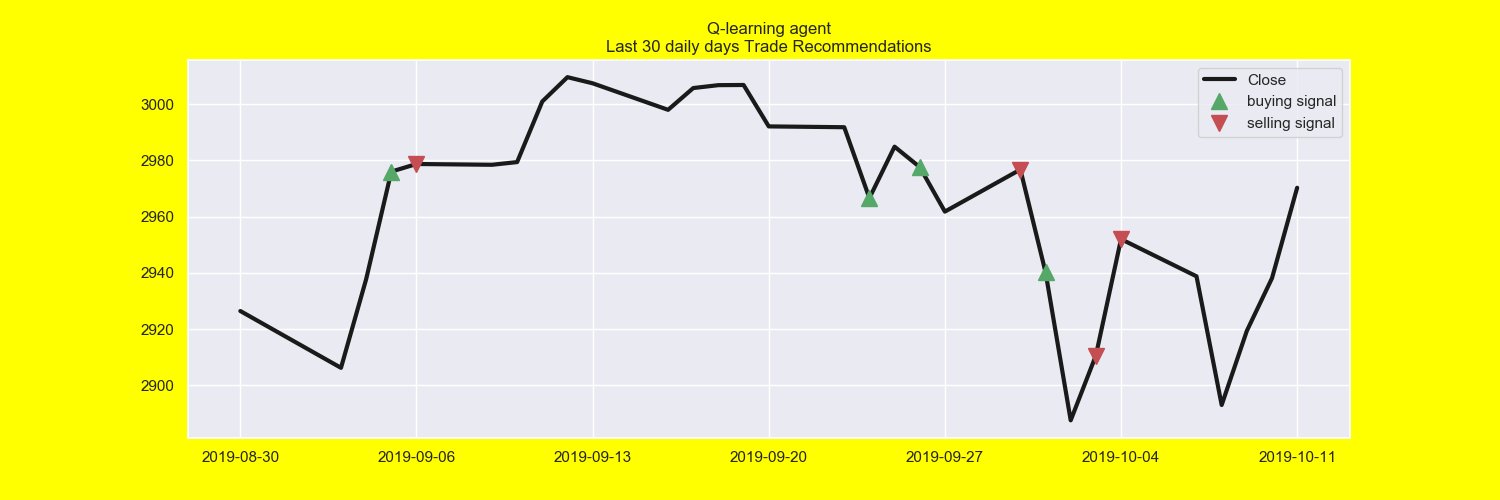 Q-learning agent
Last 30 daily days Trade Recommendations
Close
buying signal
selling signal
3000
2980
2960
2940
2920
2900
2019-08-30 2019-09-06 2019-09-13 2019-09-20 2019-09-27 2019-10-04 2019-10-11